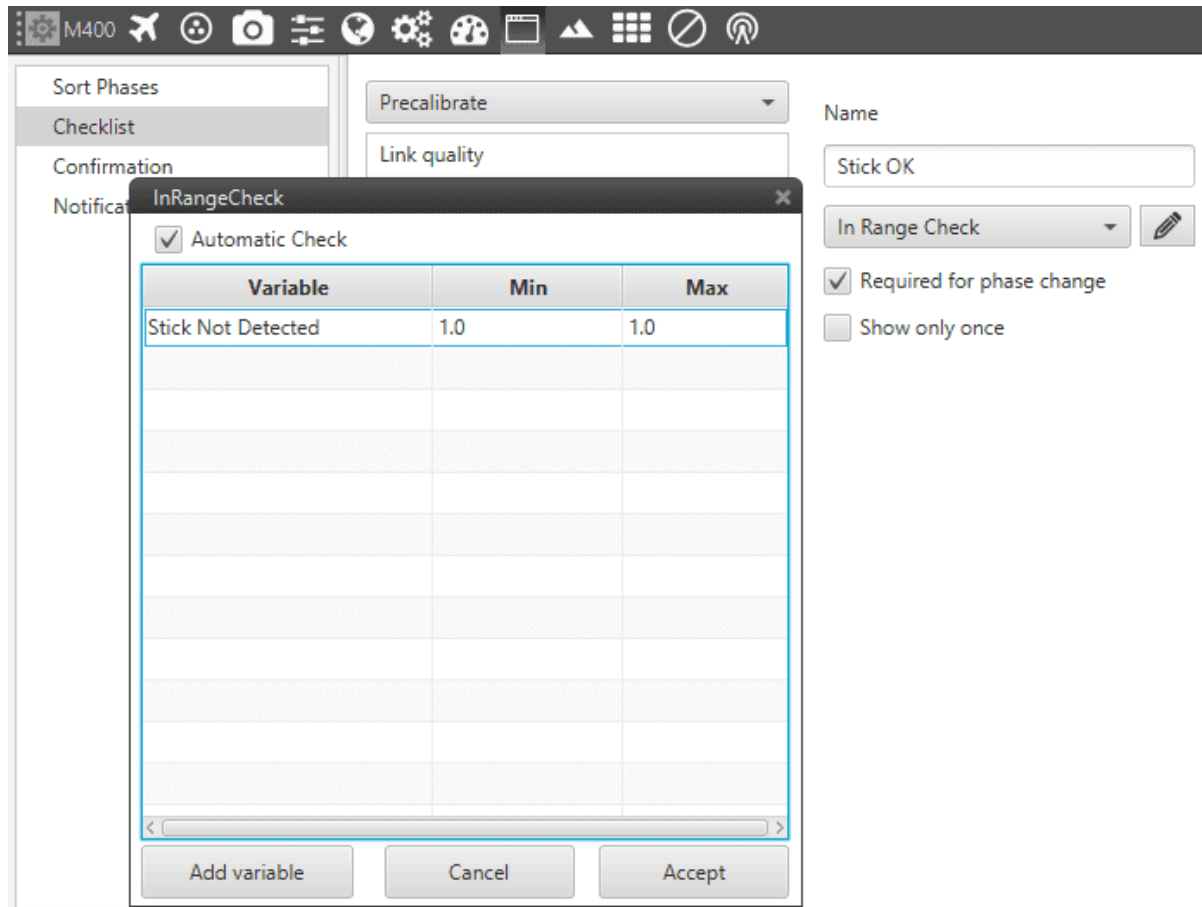 M400
Sort Phases
Checklist
Confirmation
Notificat
Precalibrate
Link quality
Name
Stick OK
In Range Check
Required for phase change
Show only once
InRangeCheck
Automatic Check
Variable Min Max
Stick Not Detected 1.0 1.0
Add variable Cancel Accept